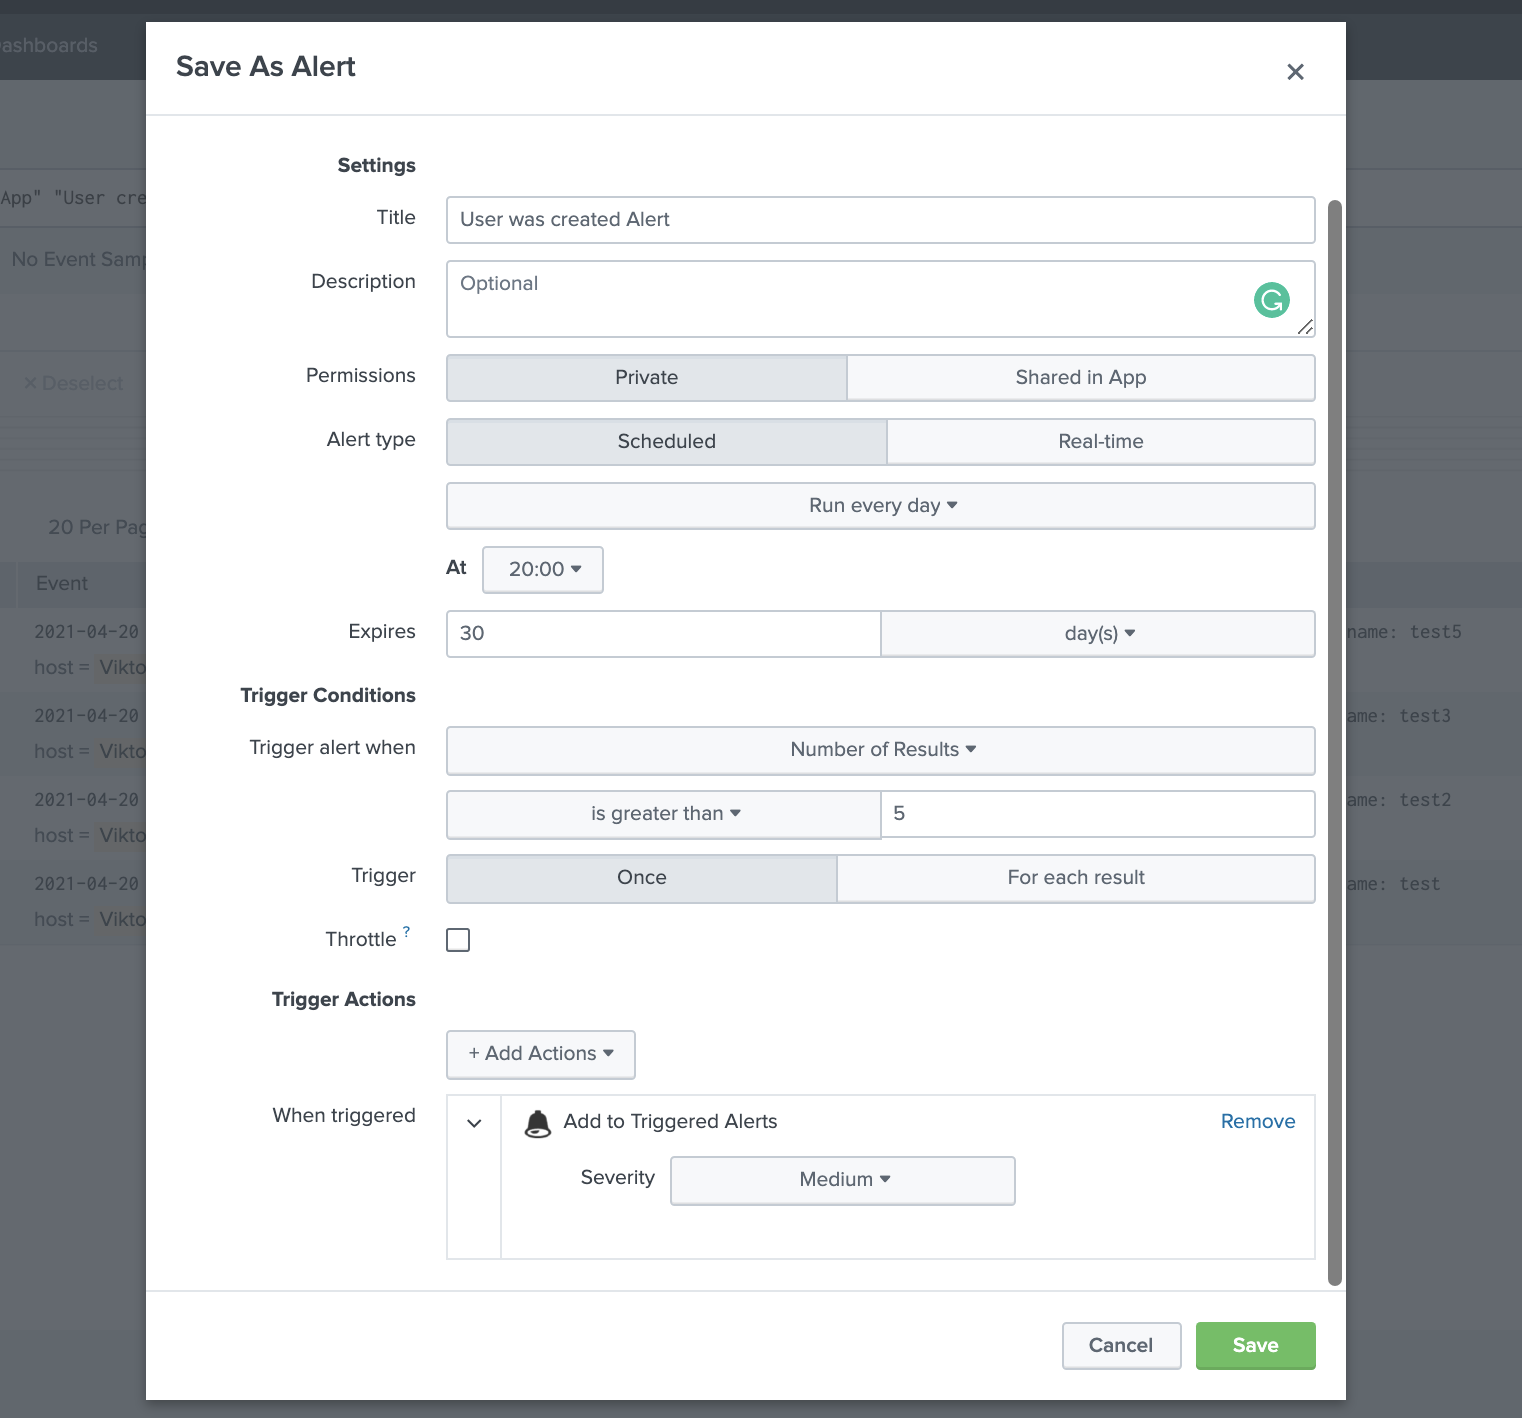 ashboards
Save As Alert
Settings
App" "User cre
Title
User was created Alert
No Event Samp
Description
Optional
Permissions
Private
Shared in App
× Deselect
Alert type
Scheduled
Real-time
Run every day
20 Per Pag
At
20:00
Event
Expires
30
day(s)
2021-04-20
name: test5
host = Vikto
Trigger Conditions
2021-04-20
ame: test3
Trigger alert when
Number of Results
host = Vikto
2021-04-20
ame: test2
is greater than
5
host = Vikto
Trigger
Once
For each result
2021-04-20
ame: test
host = Vikto
Throttle ?
Trigger Actions
+ Add Actions
When triggered
Add to Triggered Alerts
Remove
Severity
Medium
Cancel
Save